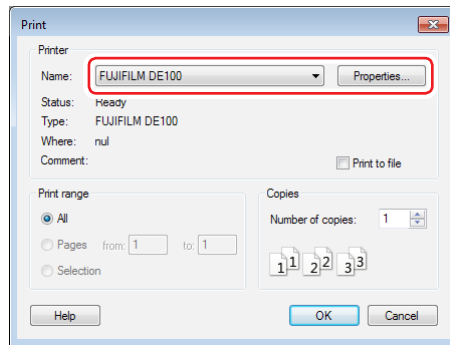 Print
Printer
Name: FUJIFILM DE100 Properties...
Status: Ready
Type: FUJIFILM DE100
Where: nul
Comment: Print to file
Print range
All
Pages from: 1 to: 1
Selection
Copies
Number of copies: 1
1 1 2 2 3 3
Help OK Cancel